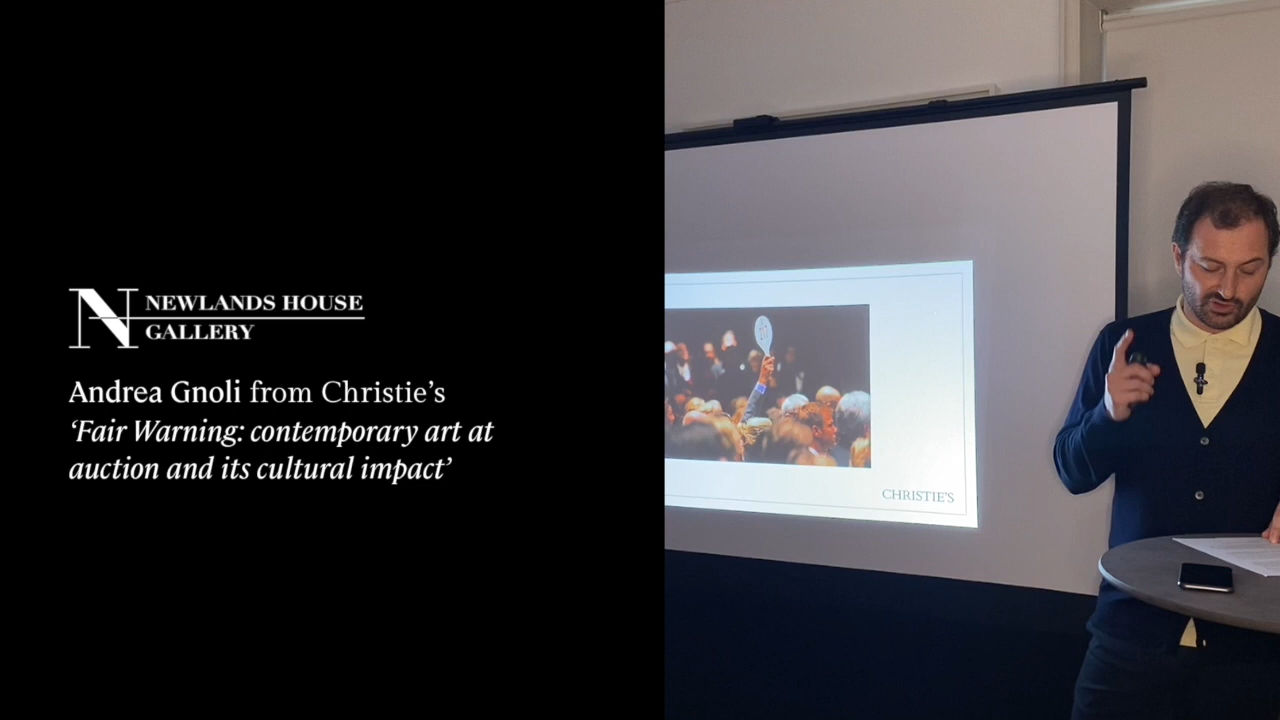 NEWLANDS HOUSE
GALLERY
Andrea Gnoli from Christie’s
‘Fair Warning: contemporary art at
auction and its cultural impact’
CHRISTIE'S